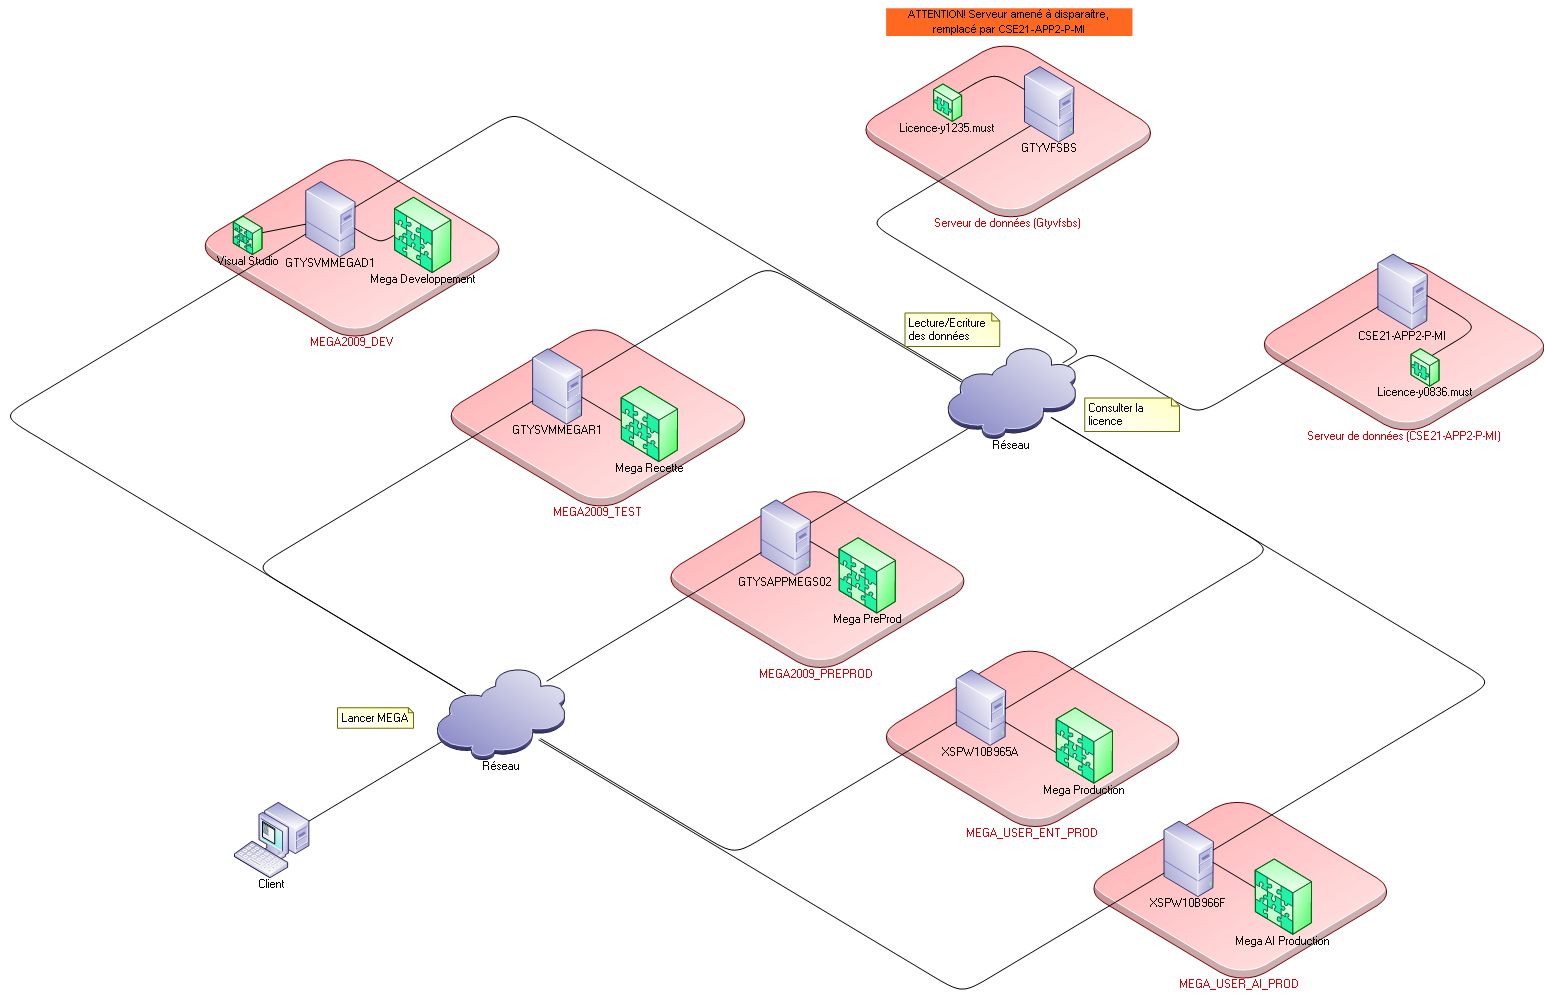 ATTENTION! Serveur amené à disparaître,
remplacé par CSE21-APP2-P-MI
Licence-y1235.must
GTYVFSBS
Serveur de données (Gtyvfsbs)
Visual Studio
GTYSVMMEGAD1
Mega Developpement
MEGA2009_DEV
Lecture/Ecriture
des données
CSE21-APP2-P-MI
Licence-y0836.must
Serveur de données (CSE21-APP2-P-MI)
Consulter la
licence
Réseau
GTYSVMMEGAR1
Mega Recette
MEGA2009_TEST
GTYSAPPMEGS02
Mega PreProd
MEGA2009_PREPROD
Lancer MEGA
Réseau
XSPW10B965A
Mega Production
MEGA_USER_ENT_PROD
Client
XSPW10B966F
Mega AI Production
MEGA_USER_AI_PROD